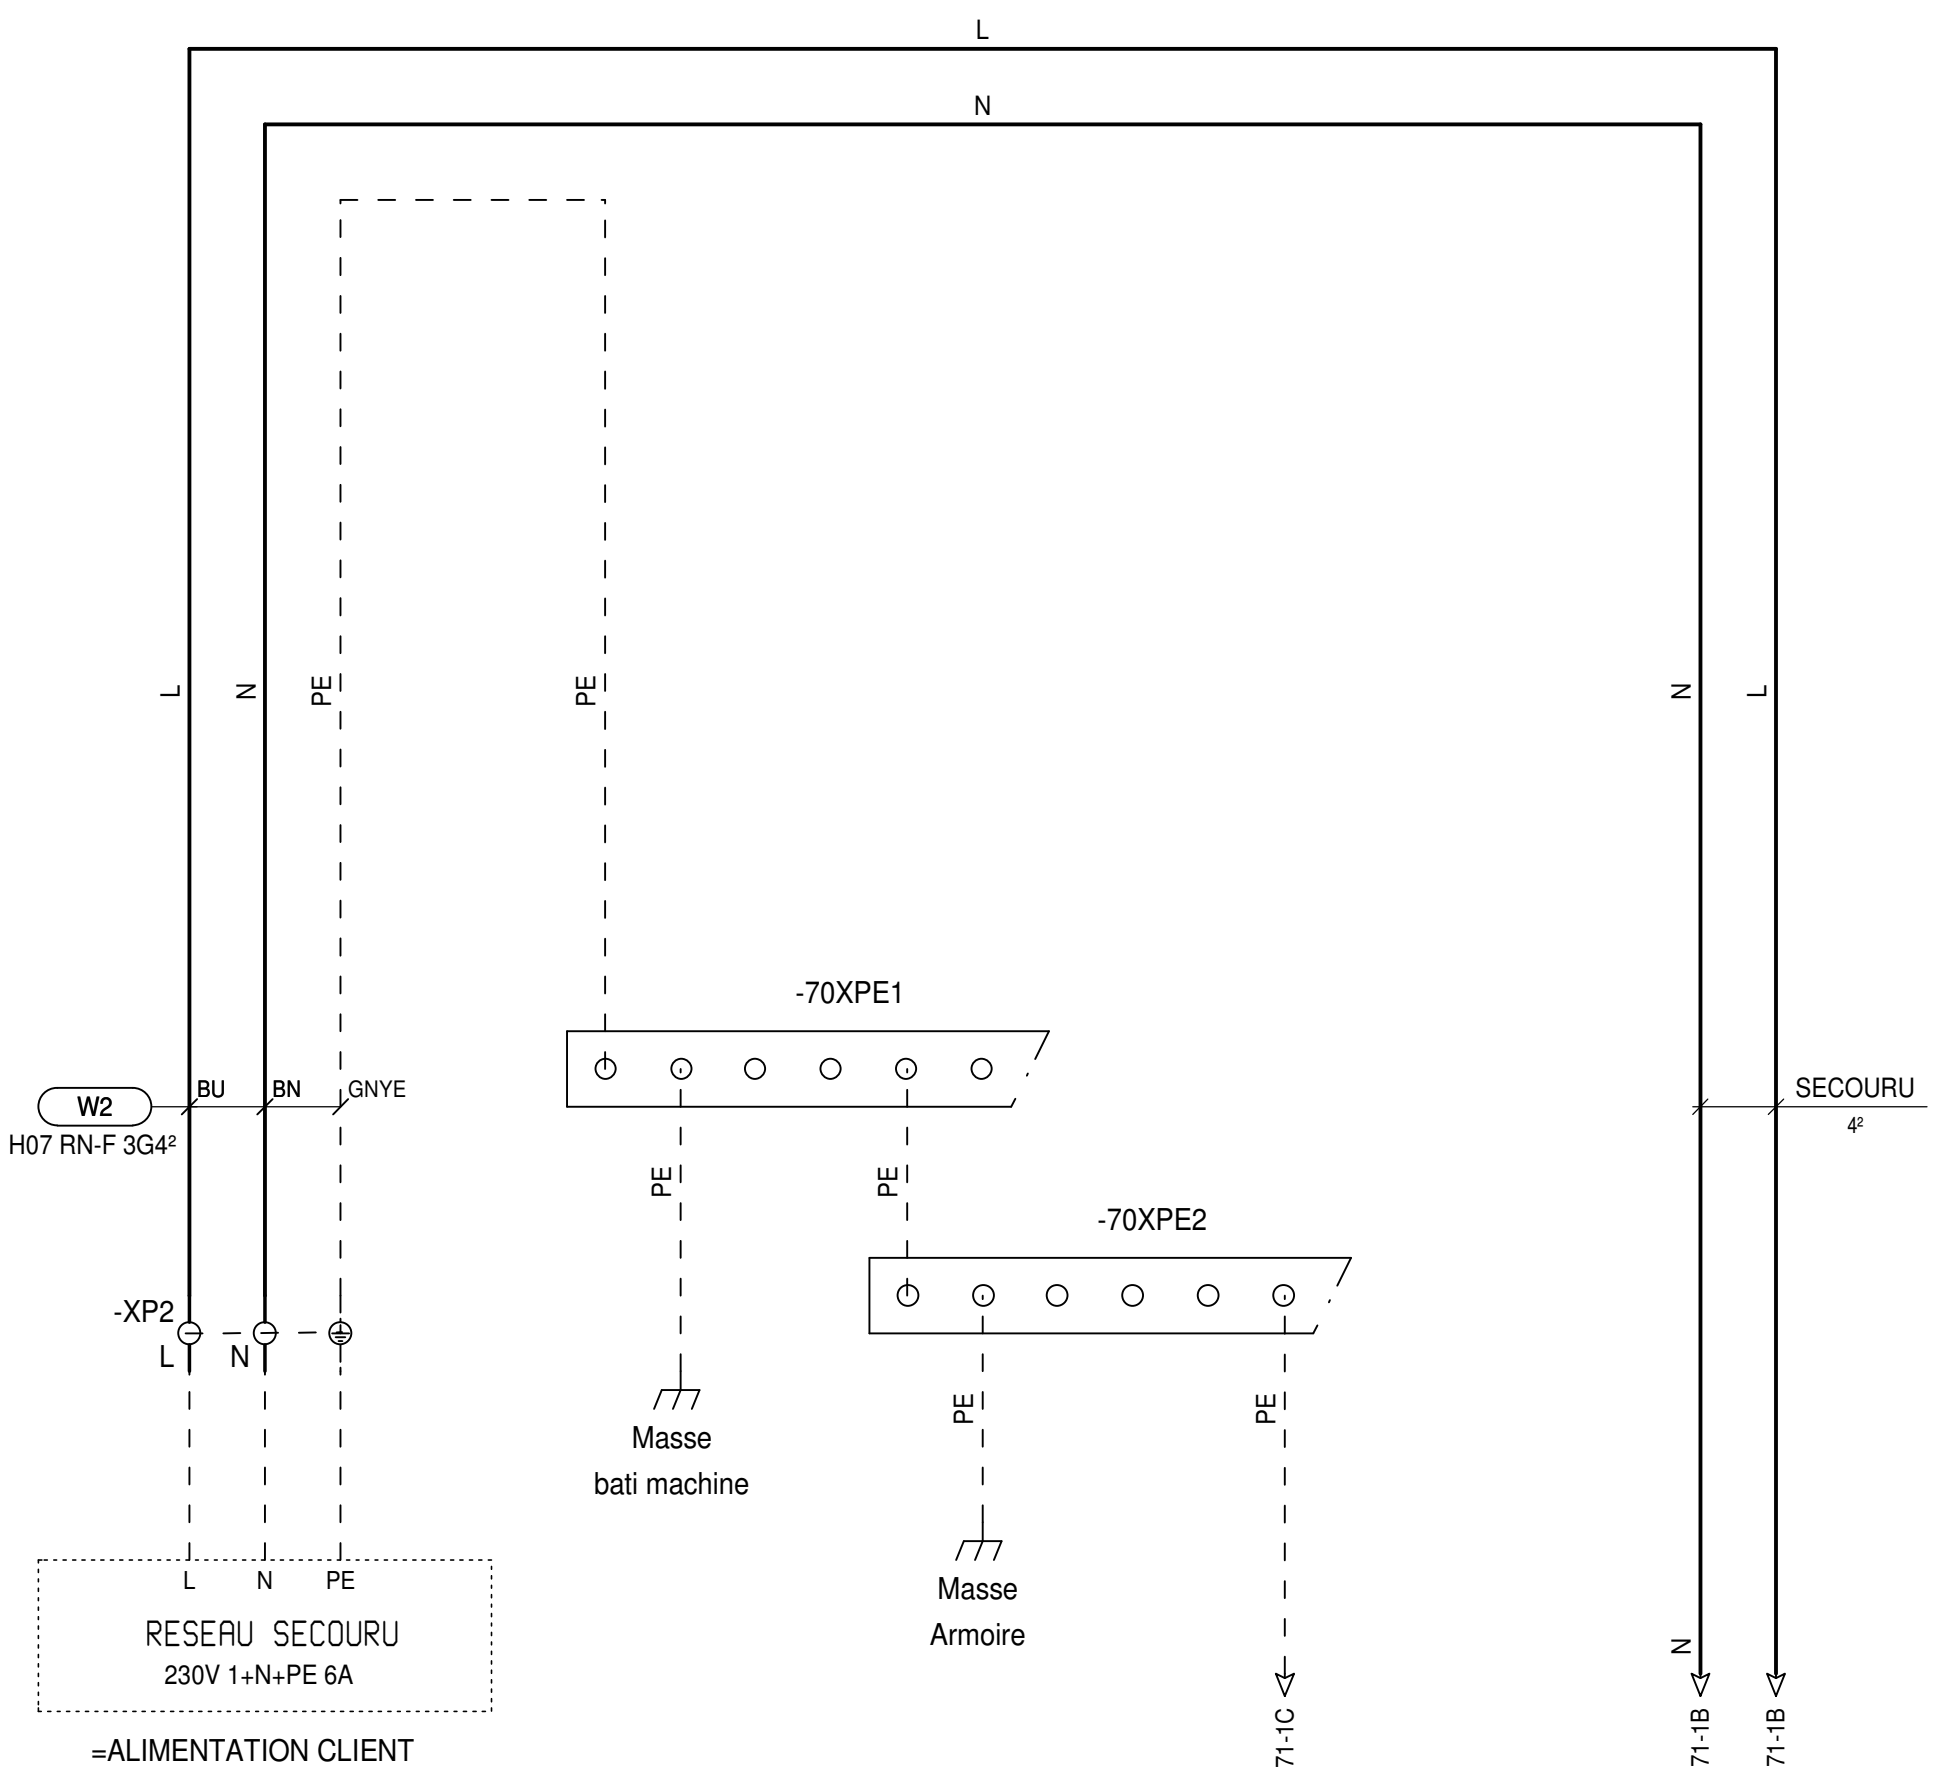 L
N
L
N
PE
PE
N
L
-70XPE1
W2
BU
BN
GNYE
H07 RN-F 3G4²
SECOURU
4²
PE
PE
-70XPE2
-XP2
L
N
PE
PE
Masse
bati machine
Masse
Armoire
L
N
PE
RESEAU SECOURU
230V 1+N+PE 6A
=ALIMENTATION CLIENT
N
71-1C
71-1B
71-1B